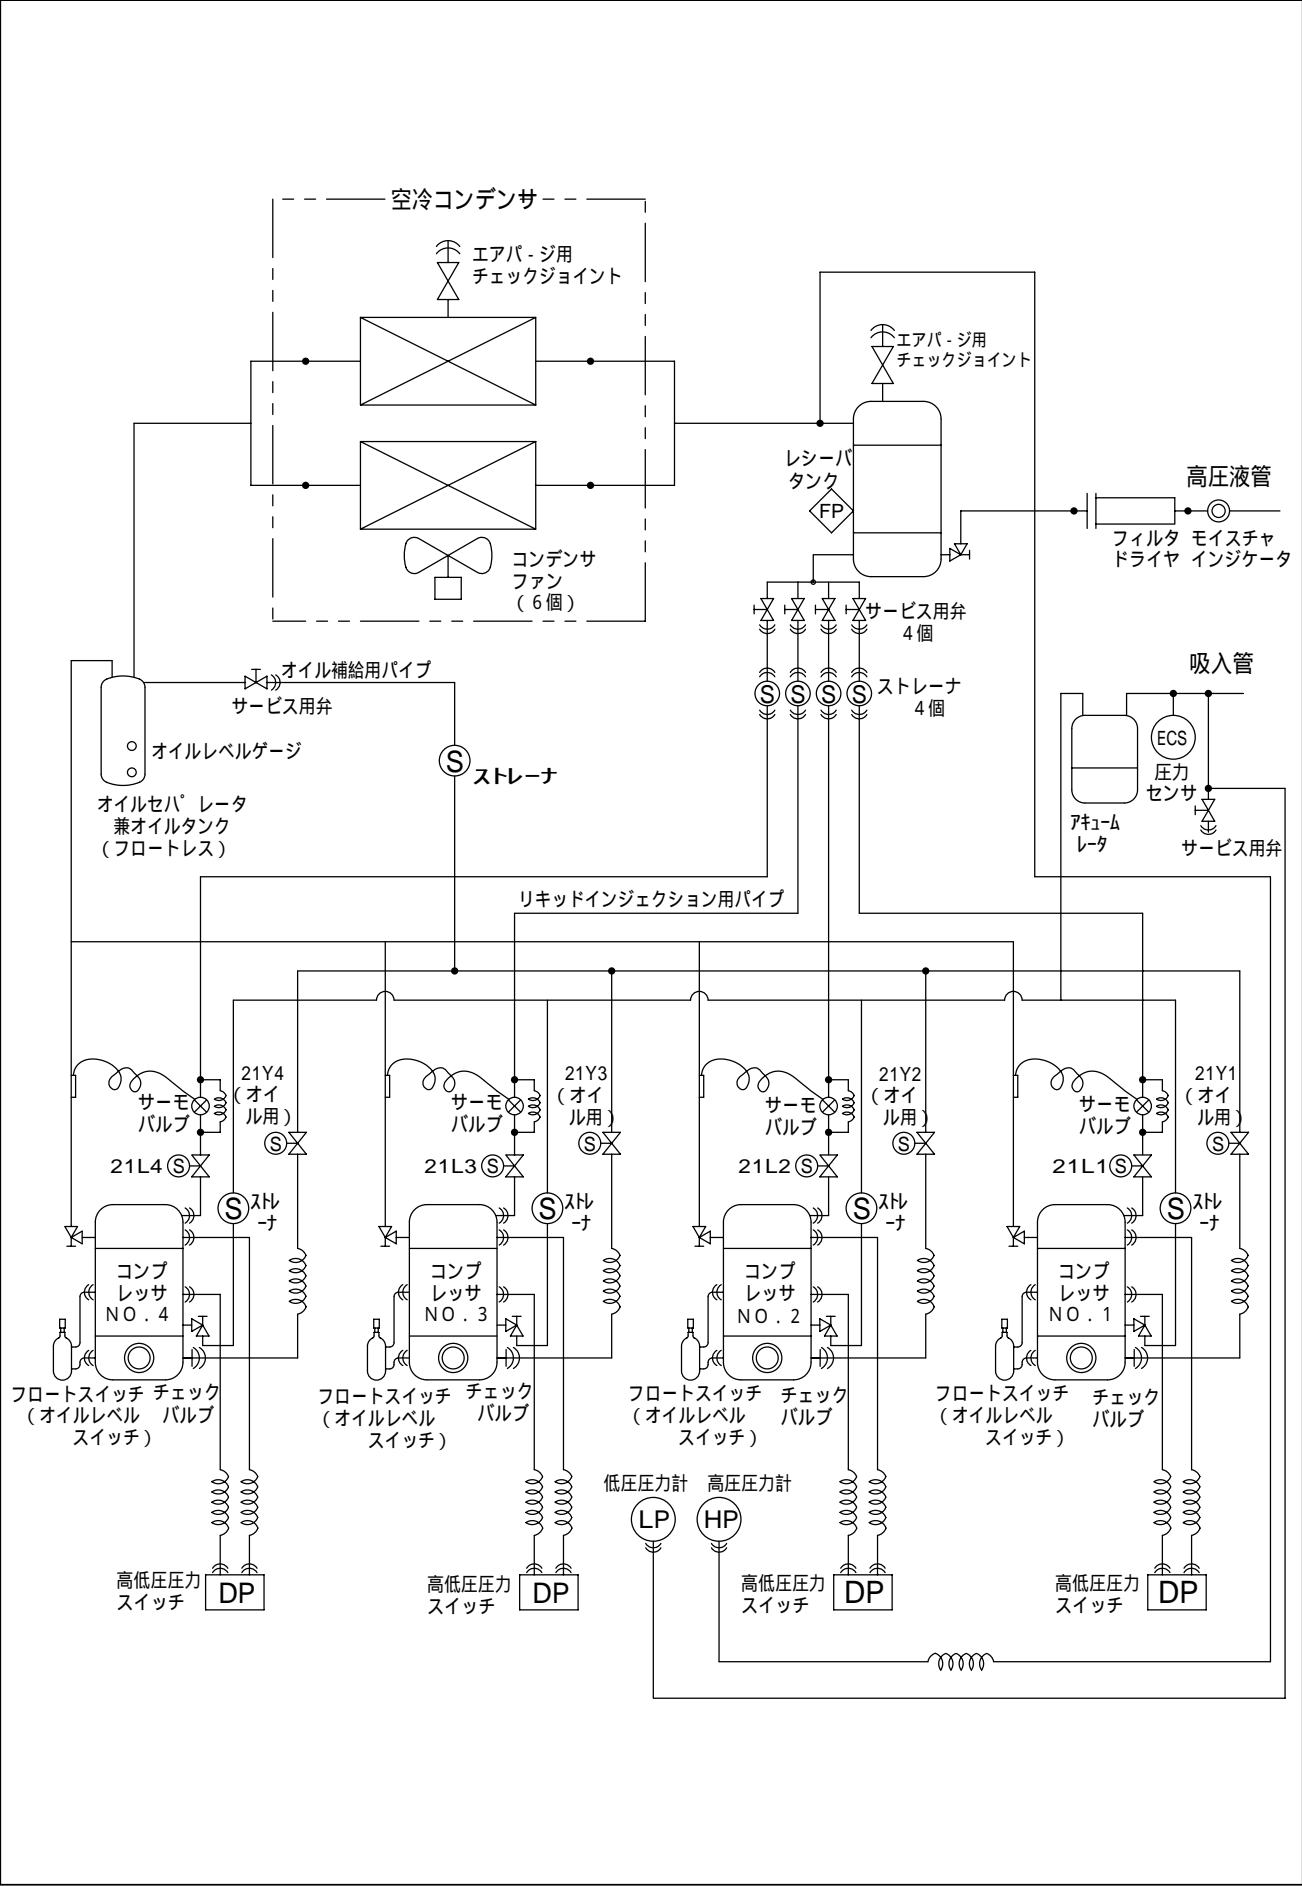 空冷コンデンサ
エアパ-ジ用
チェックジョイント
エアパ-ジ用
チェックジョイント
レシーバ
タンク
FP
高圧液管
フィルタ
ドライヤ
モイスチャ
インジケータ
コンデンサ
ファン
(6個)
サービス用弁
4個
S
S
S
S
ストレーナ
4個
吸入管
ECS
圧力
センサ
アキューム
レータ
サービス用弁
オイル補給用パイプ
サービス用弁
オイルレベルゲージ
S
ストレーナ
オイルセパレータ
兼オイルタンク
(フロートレス)
リキッドインジェクション用パイプ
サーモ
バルブ
21Y4
(オイ
ル用)
S
21L4
S
S
ストレ
ーナ
コンプ
レッサ
NO.4
フロートスイッチ
(オイルレベル
スイッチ)
チェック
バルブ
高低圧圧力
スイッチ
DP
サーモ
バルブ
21Y3
(オイ
ル用)
S
21L3
S
S
ストレ
ーナ
コンプ
レッサ
NO.3
フロートスイッチ
(オイルレベル
スイッチ)
チェック
バルブ
高低圧圧力
スイッチ
DP
サーモ
バルブ
21Y2
(オイ
ル用)
S
21L2
S
S
ストレ
ーナ
コンプ
レッサ
NO.2
フロートスイッチ
(オイルレベル
スイッチ)
チェック
バルブ
低圧圧力計
LP
高圧圧力計
HP
高低圧圧力
スイッチ
DP
サーモ
バルブ
21Y1
(オイ
ル用)
S
21L1
S
S
ストレ
ーナ
コンプ
レッサ
NO.1
フロートスイッチ
(オイルレベル
スイッチ)
チェック
バルブ
高低圧圧力
スイッチ
DP